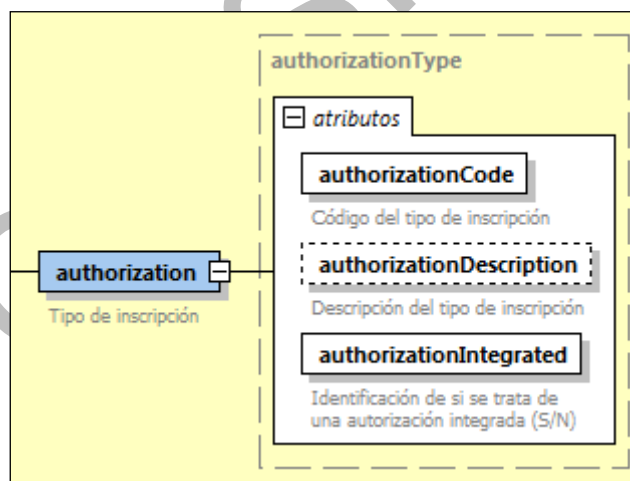 authorizationType
atributos
authorizationCode
Código del tipo de inscripción
authorization
Tipo de inscripción
authorizationDescription
Descripción del tipo de inscripción
authorizationIntegrated
Identificación de si se trata de
una autorización integrada (S/N)